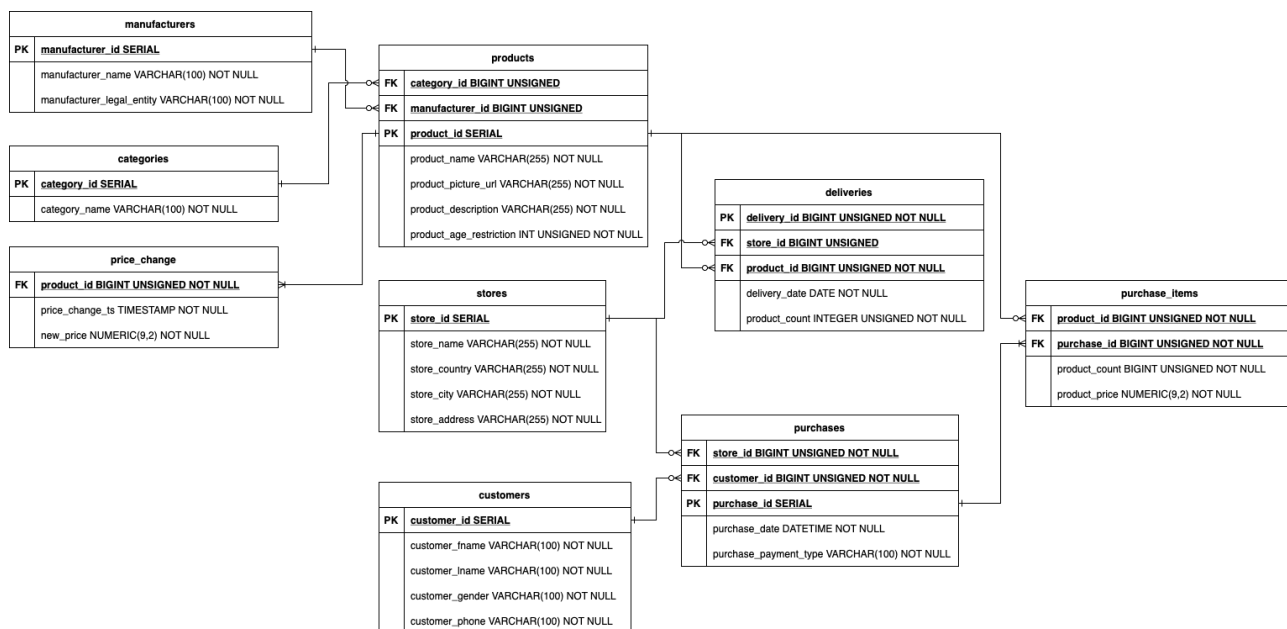 manufacturers
PK manufacturer_id SERIAL
manufacturer_name VARCHAR(100) NOT NULL
manufacturer_legal_entity VARCHAR(100) NOT NULL
categories
PK category_id SERIAL
category_name VARCHAR(100) NOT NULL
price_change
FK product_id BIGINT UNSIGNED NOT NULL
price_change_ts TIMESTAMP NOT NULL
new_price NUMERIC(9,2) NOT NULL
products
FK category_id BIGINT UNSIGNED
FK manufacturer_id BIGINT UNSIGNED
PK product_id SERIAL
product_name VARCHAR(255) NOT NULL
product_picture_url VARCHAR(255) NOT NULL
product_description VARCHAR(255) NOT NULL
product_age_restriction INT UNSIGNED NOT NULL
stores
PK store_id SERIAL
store_name VARCHAR(255) NOT NULL
store_country VARCHAR(255) NOT NULL
store_city VARCHAR(255) NOT NULL
store_address VARCHAR(255) NOT NULL
customers
PK customer_id SERIAL
customer_fname VARCHAR(100) NOT NULL
customer_lname VARCHAR(100) NOT NULL
customer_gender VARCHAR(100) NOT NULL
customer_phone VARCHAR(100) NOT NULL
deliveries
PK delivery_id BIGINT UNSIGNED NOT NULL
FK store_id BIGINT UNSIGNED
FK product_id BIGINT UNSIGNED NOT NULL
delivery_date DATE NOT NULL
product_count INTEGER UNSIGNED NOT NULL
purchases
FK store_id BIGINT UNSIGNED NOT NULL
FK customer_id BIGINT UNSIGNED NOT NULL
PK purchase_id SERIAL
purchase_date DATETIME NOT NULL
purchase_payment_type VARCHAR(100) NOT NULL
purchase_items
FK product_id BIGINT UNSIGNED NOT NULL
FK purchase_id BIGINT UNSIGNED NOT NULL
product_count BIGINT UNSIGNED NOT NULL
product_price NUMERIC(9,2) NOT NULL